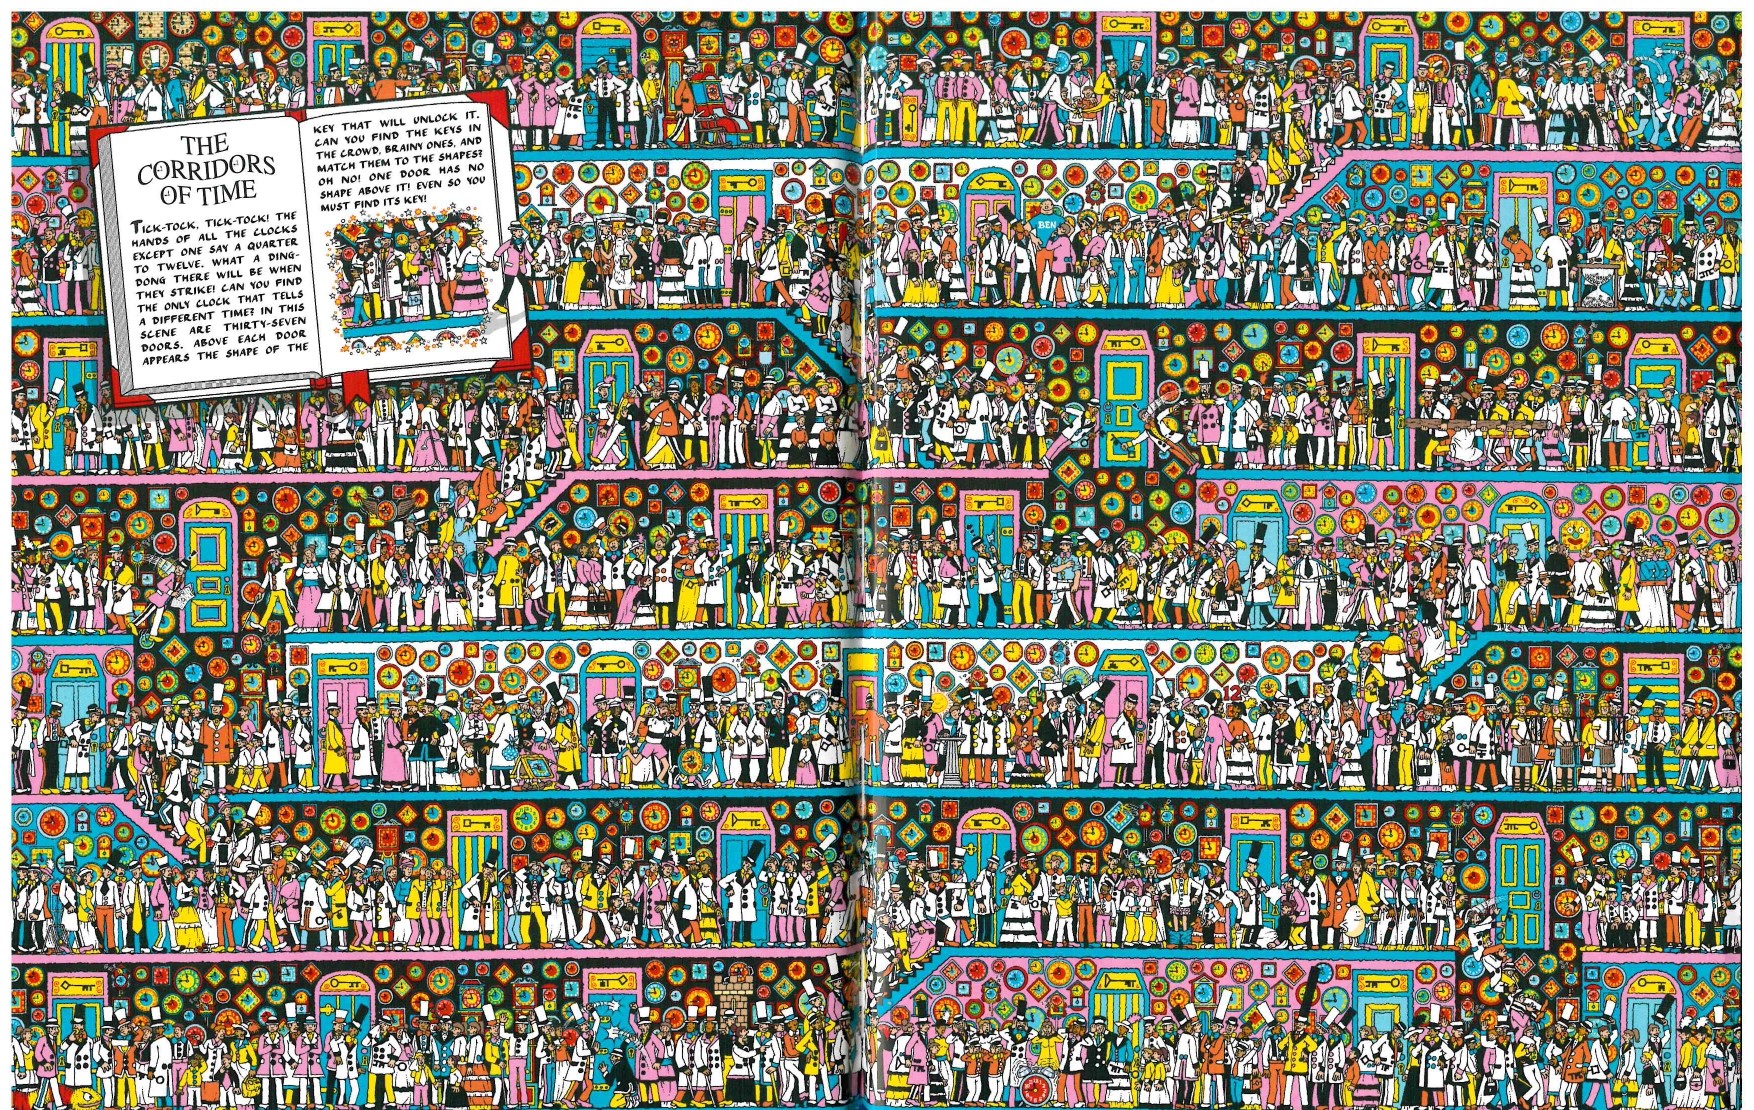 THE
CORRIDORS
OF TIME
TICK-TOCK, TICK-TOCK! THE
HANDS OF ALL THE CLOCKS
EXCEPT ONE SAY A QUARTER
TO TWELVE. WHAT A DING-
DONG THERE WILL BE WHEN
THEY STRIKE! CAN YOU FIND
THE ONLY CLOCK THAT TELLS
A DIFFERENT TIME? IN THIS
SCENE ARE THIRTY-SEVEN
DOORS. ABOVE EACH DOOR
APPEARS THE SHAPE OF THE
KEY THAT WILL UNLOCK IT.
CAN YOU FIND THE KEYS IN
THE CROWD, BRAINY ONES, AND
MATCH THEM TO THE SHAPES?
OH NO! ONE DOOR HAS NO
SHAPE ABOVE IT! EVEN SO YOU
MUST FIND ITS KEY!
BEN
12